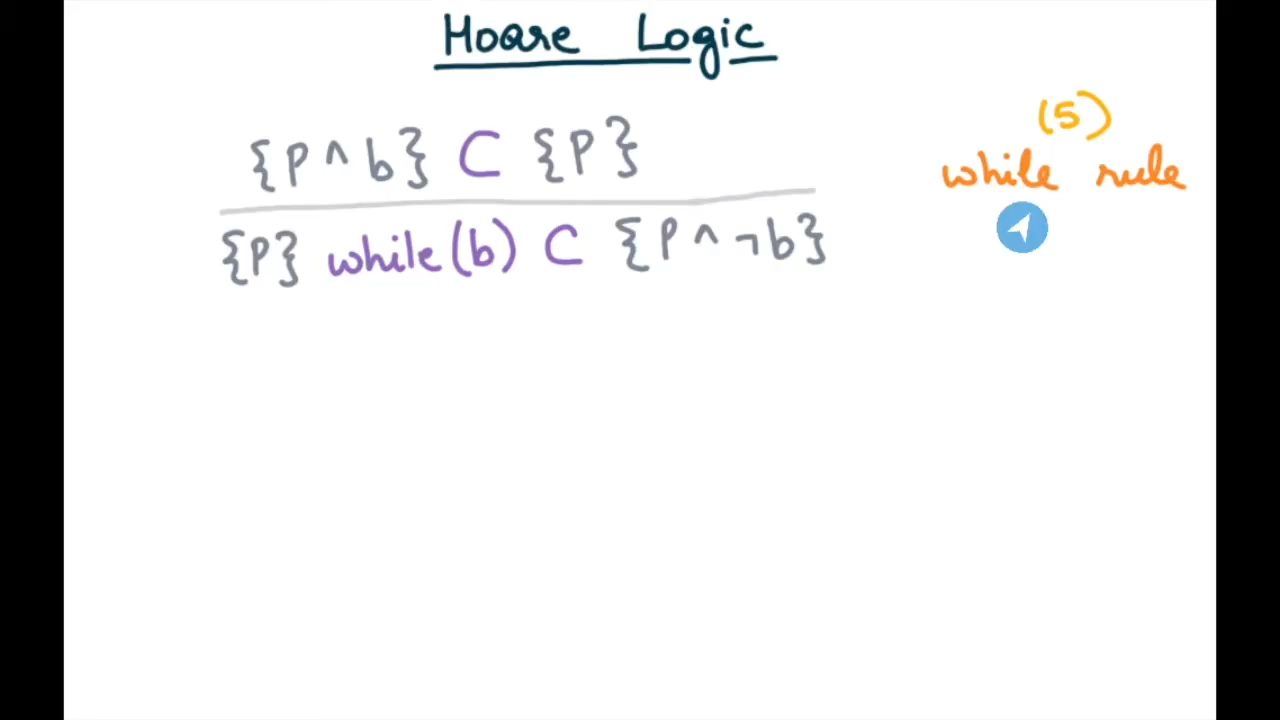 Hoare Logic
(5)
{P ∧ b} C {P}
while rule
{P} while(b) C {P ∧ ¬b}